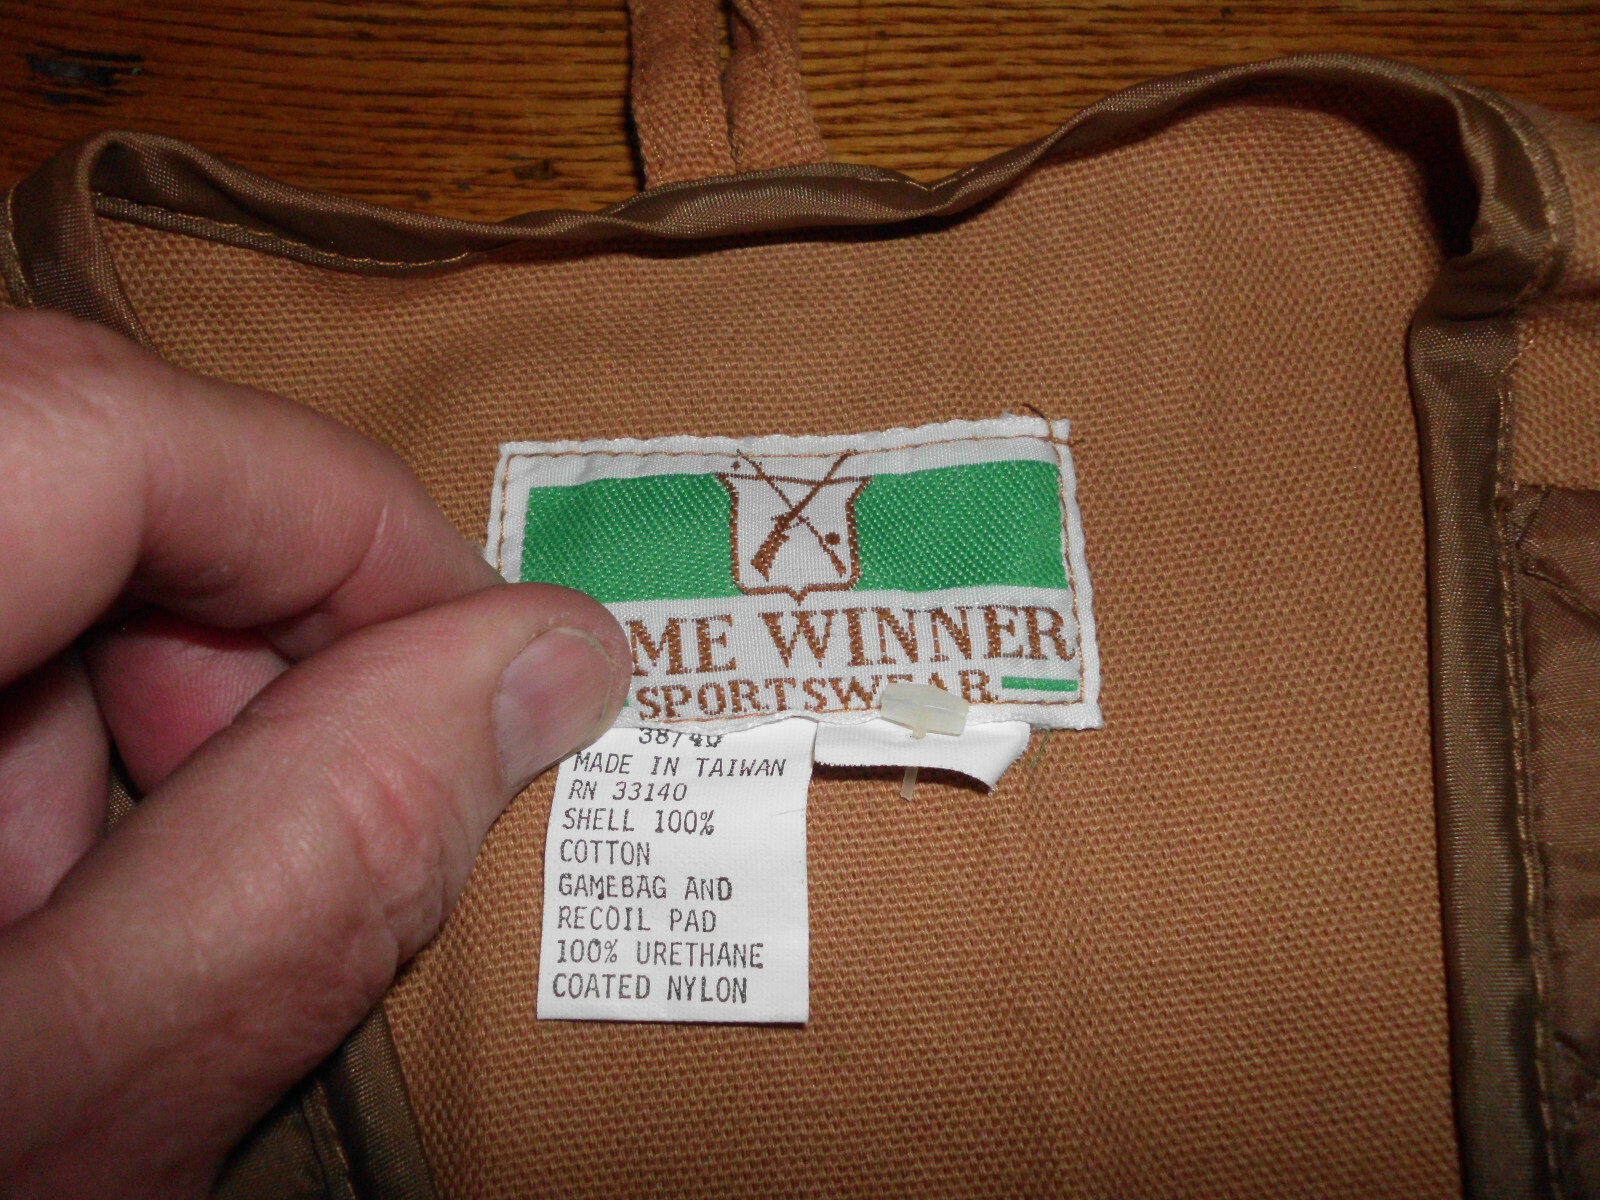 ME WINNER
SPORTSWEAR
38/40
MADE IN TAIWAN
RN 33140
SHELL 100%
COTTON
GAMEBAG AND
RECOIL PAD
100% URETHANE
COATED NYLON